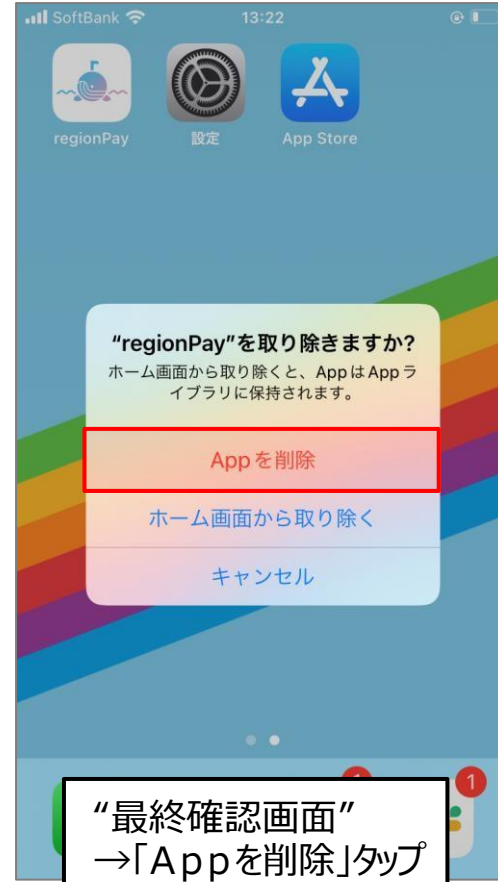 SoftBank 13:22
regionPay 設定 App Store
“regionPay”を取り除きますか?
ホーム画面から取り除くと、AppはAppラ
イブラリに保持されます。
Appを削除
ホーム画面から取り除く
キャンセル
1
“最終確認画面”
→「Appを削除」タップ